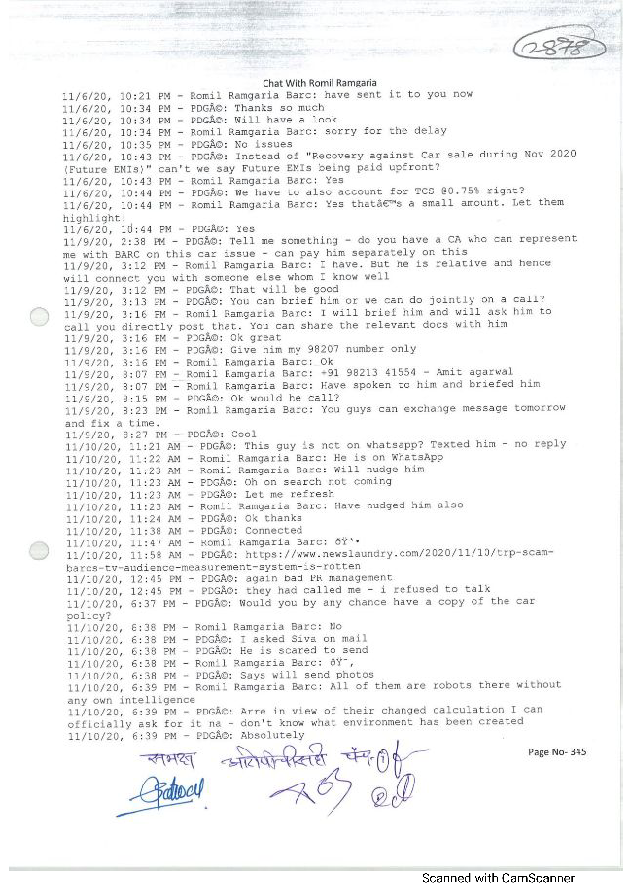 2878
Chat With Romil Ramgaria
11/6/20, 10:21 PM - Romil Ramgaria Barc: have sent it to you now
11/6/20, 10:34 PM - PDGÂ©: Thanks so much
11/6/20, 10:34 PM - PDGÂ©: Will have a look
11/6/20, 10:34 PM - Romil Ramgaria Barc: sorry for the delay
11/6/20, 10:35 PM - PDGÂ©: No issues
11/6/20, 10:43 PM - PDGÂ©: Instead of "Recovery against Car sale during Nov 2020
(Future EMIs)" can't we say Future EMIs being paid upfront?
11/6/20, 10:43 PM - Romil Ramgaria Barc: Yes
11/6/20, 10:44 PM - PDGÂ©: We have to also account for TCS @0.75% right?
11/6/20, 10:44 PM - Romil Ramgaria Barc: Yes thatâ€™s a small amount. Let them
highlight
11/6/20, 10:44 PM - PDGÂ©: Yes
11/9/20, 2:38 PM - PDGÂ©: Tell me something - do you have a CA who can represent
me with BARC on this car issue - can pay him separately on this
11/9/20, 3:12 PM - Romil Ramgaria Barc: I have. But he is relative and hence
will connect you with someone else whom I know well
11/9/20, 3:12 PM - PDGÂ©: That will be good
11/9/20, 3:13 PM - PDGÂ©: You can brief him or we can do jointly on a call?
11/9/20, 3:16 PM - Romil Ramgaria Barc: I will brief him and will ask him to
call you directly post that. You can share the relevant docs with him
11/9/20, 3:16 PM - PDGÂ©: Ok great
11/9/20, 3:16 PM - PDGÂ©: Give him my 98207 number only
11/9/20, 3:16 PM - Romil Ramgaria Barc: Ok
11/9/20, 8:07 PM - Romil Ramgaria Barc: +91 98213 41554 - Amit agarwal
11/9/20, 8:07 PM - Romil Ramgaria Barc: Have spoken to him and briefed him
11/9/20, 8:15 PM - PDGÂ©: Ok would he call?
11/9/20, 8:23 PM - Romil Ramgaria Barc: You guys can exchange message tomorrow
and fix a time.
11/9/20, 8:27 PM - PDGÂ©: Cool
11/10/20, 11:21 AM - PDGÂ©: This guy is not on whatsapp? Texted him - no reply
11/10/20, 11:22 AM - Romil Ramgaria Barc: He is on WhatsApp
11/10/20, 11:23 AM - Romil Ramgaria Barc: Will nudge him
11/10/20, 11:23 AM - PDGÂ©: Oh on search not coming
11/10/20, 11:23 AM - PDGÂ©: Let me refresh
11/10/20, 11:23 AM - Romil Ramgaria Barc: Have nudged him also
11/10/20, 11:24 AM - PDGÂ©: Ok thanks
11/10/20, 11:38 AM - PDGÂ©: Connected
11/10/20, 11:41 AM - Romil Ramgaria Barc: ðŸ‘•
11/10/20, 11:58 AM - PDGÂ©: https://www.newslaundry.com/2020/11/10/trp-scam-
barcs-tv-audience-measurement-system-is-rotten
11/10/20, 12:45 PM - PDGÂ©: again bad PR management
11/10/20, 12:45 PM - PDGÂ©: they had called me - i refused to talk
11/10/20, 6:37 PM - PDGÂ©: Would you by any chance have a copy of the car
policy?
11/10/20, 6:38 PM - Romil Ramgaria Barc: No
11/10/20, 6:38 PM - PDGÂ©: I asked Siva on mail
11/10/20, 6:38 PM - PDGÂ©: He is scared to send
11/10/20, 6:38 PM - Romil Ramgaria Barc: ðŸ˜‚
11/10/20, 6:38 PM - PDGÂ©: Says will send photos
11/10/20, 6:39 PM - Romil Ramgaria Barc: All of them are robots there without
any own intelligence
11/10/20, 6:39 PM - PDGÂ©: Arre in view of their changed calculation I can
officially ask for it na - don't know what environment has been created
11/10/20, 6:39 PM - PDGÂ©: Absolutely
समक्ष
Page No- 345
Scanned with CamScanner